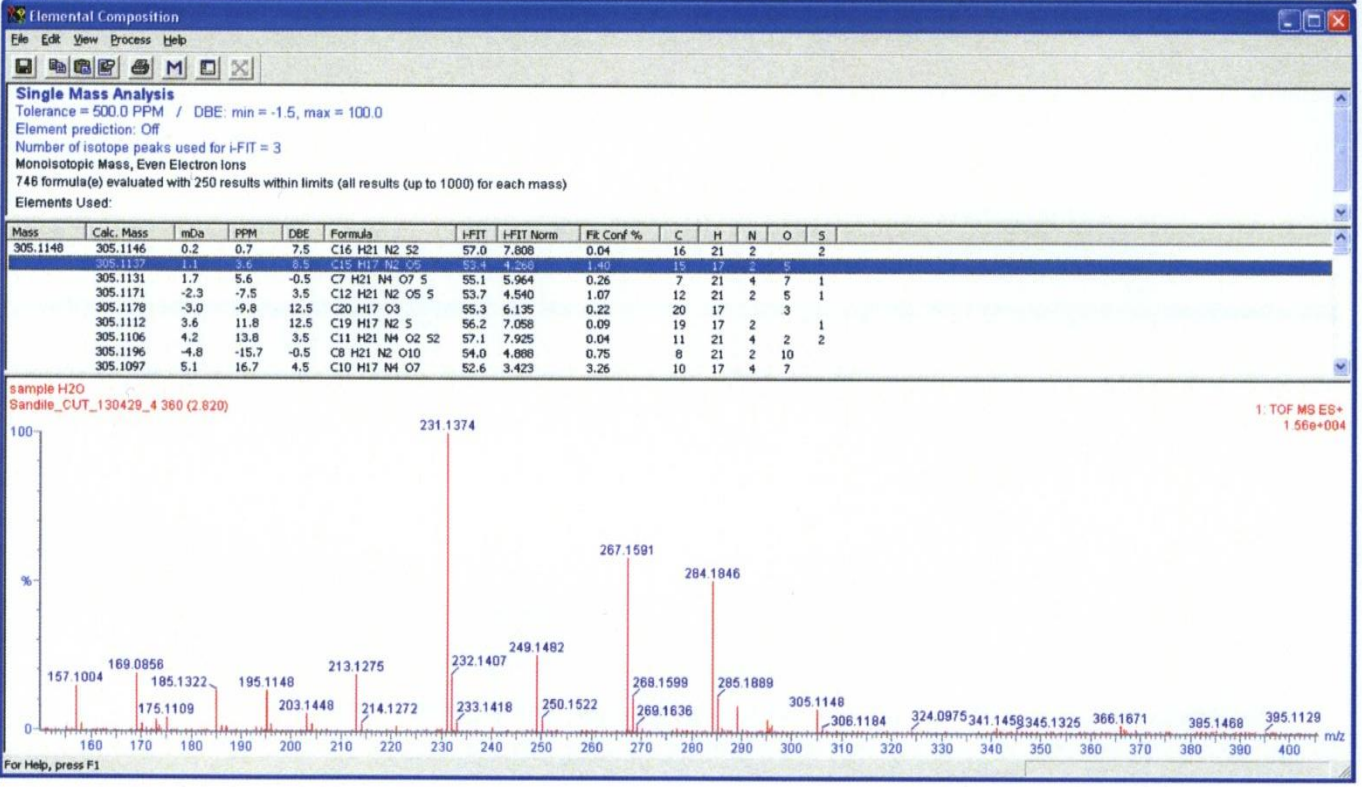 Elemental Composition
File Edit View Process Help
M
Single Mass Analysis
Tolerance = 500.0 PPM / DBE: min = -1.5, max = 100.0
Element prediction: Off
Number of isotope peaks used for i-FIT = 3
Monoisotopic Mass, Even Electron Ions
746 formula(e) evaluated with 250 results within limits (all results (up to 1000) for each mass)
Elements Used:
Mass Calc. Mass mDa PPM DBE Formula i-FIT i-FIT Norm Fit Conf % C H N O S
305.1148 305.1146 0.2 0.7 7.5 C16 H21 N2 S2 57.0 7.808 0.04 16 21 2 2
305.1137 1.1 3.6 8.5 C15 H17 N2 O5 53.4 4.268 1.40 15 17 2 5
305.1131 1.7 5.6 -0.5 C7 H21 N4 O7 S 55.1 5.964 0.26 7 21 4 7 1
305.1171 -2.3 -7.5 3.5 C12 H21 N2 O5 S 53.7 4.540 1.07 12 21 2 5 1
305.1178 -3.0 -9.8 12.5 C20 H17 O3 55.3 6.135 0.22 20 17 3
305.1112 3.6 11.8 12.5 C19 H17 N2 S 56.2 7.058 0.09 19 17 2 1
305.1106 4.2 13.8 3.5 C11 H21 N4 O2 S2 57.1 7.925 0.04 11 21 4 2 2
305.1196 -4.8 -15.7 -0.5 C8 H21 N2 O10 54.0 4.888 0.75 8 21 2 10
305.1097 5.1 16.7 4.5 C10 H17 N4 O7 52.6 3.423 3.26 10 17 4 7
sample H2O
Sandile_CUT_130429_4 360 (2.820)
1: TOF MS ES+
1.56e+004
100
231.1374
267.1591
284.1846
%
249.1482
232.1407
213.1275
169.0856
157.1004
185.1322
195.1148
268.1599
285.1889
305.1148
175.1109
203.1448
214.1272
233.1418
250.1522
269.1636
306.1184
324.0975
341.1458
345.1325
366.1671
385.1468
395.1129
0
m/z
160 170 180 190 200 210 220 230 240 250 260 270 280 290 300 310 320 330 340 350 360 370 380 390 400
For Help, press F1